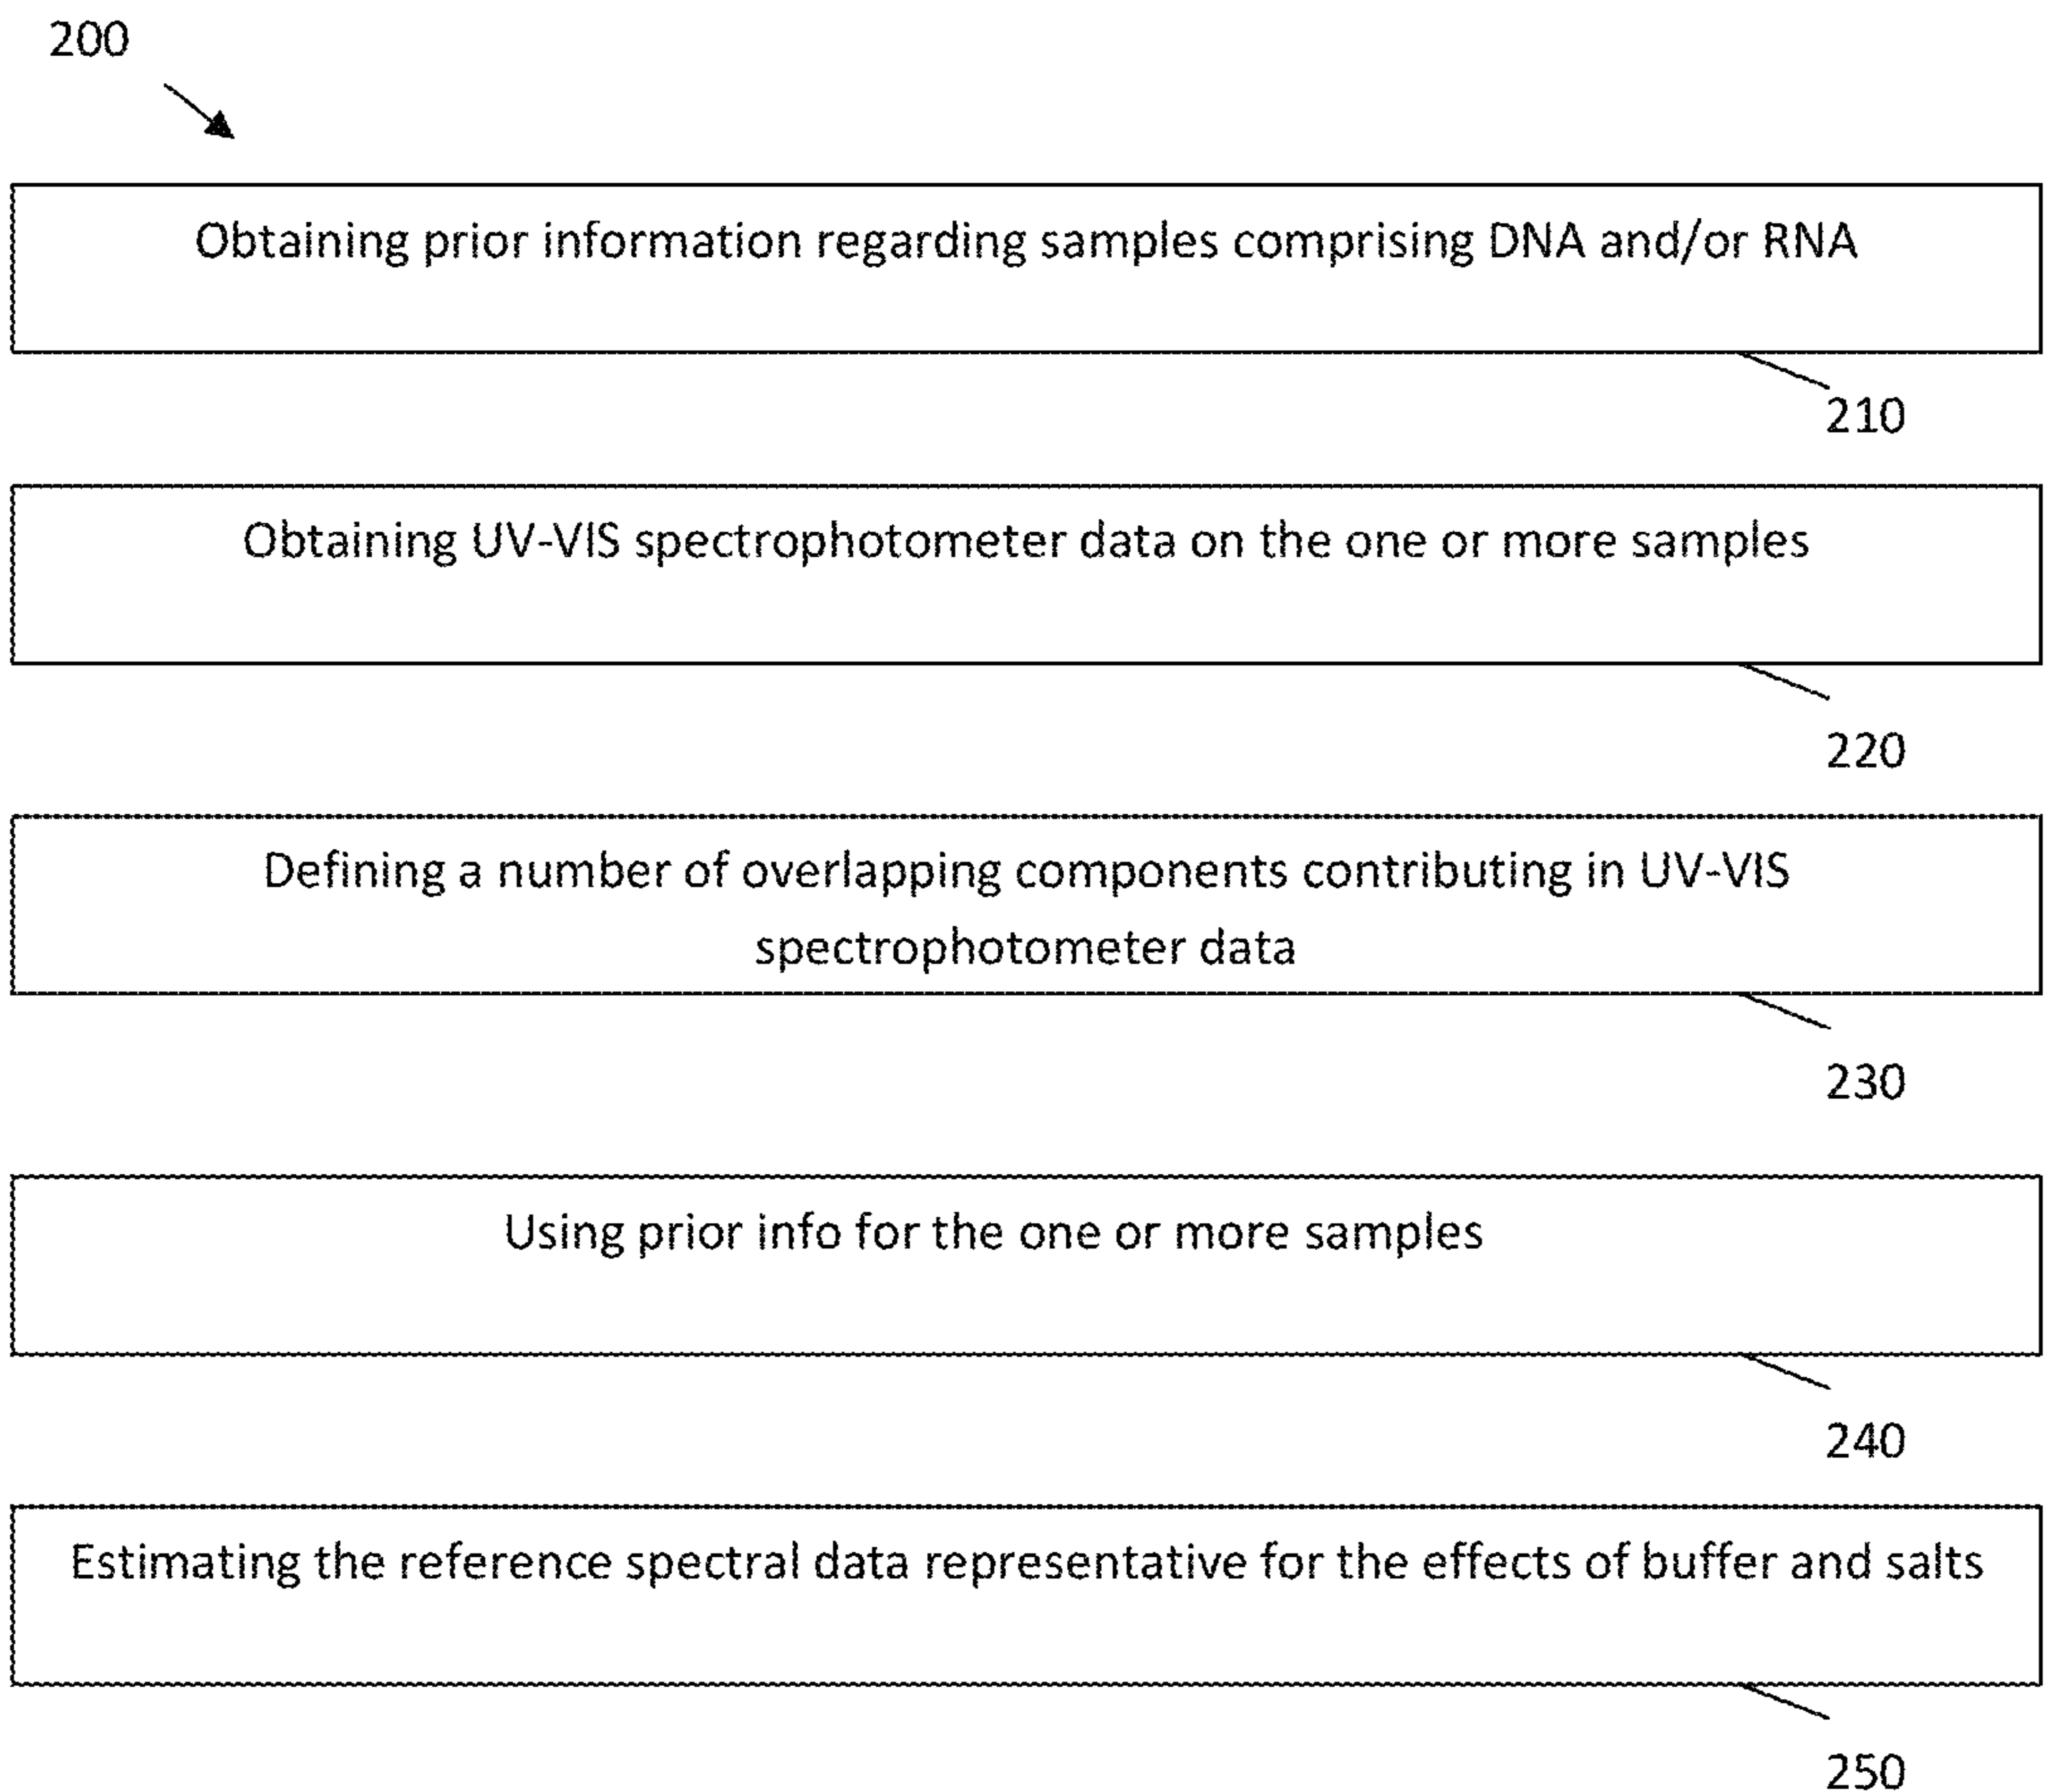 200
Obtaining prior information regarding samples comprising DNA and/or RNA
210
Obtaining UV-VIS spectrophotometer data on the one or more samples
220
Defining a number of overlapping components contributing in UV-VIS
spectrophotometer data
230
Using prior info for the one or more samples
240
Estimating the reference spectral data representative for the effects of buffer and salts
250